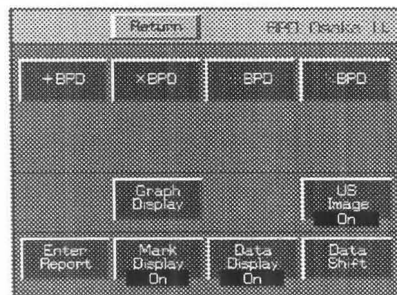 Return
BPD Osaka
+BPD
×BPD
BPD
BPD
Graph
Display
US
Image
On
Enter
Report
Mark
Display
On
Data
Display
On
Data
Shift